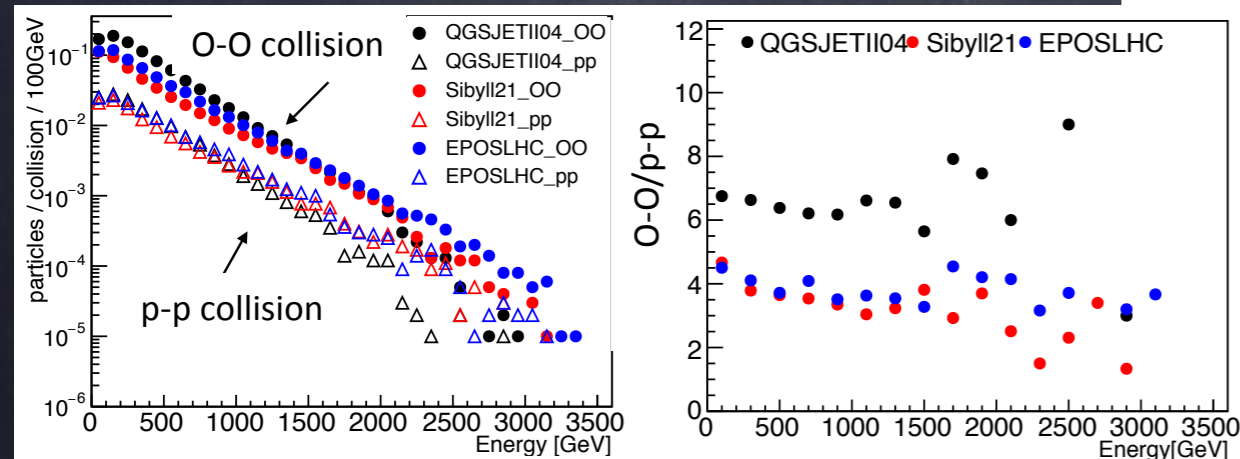 O-O collision
p-p collision
QGSJETII04_OO
QGSJETII04_pp
Sibyll21_OO
Sibyll21_pp
EPOSLHC_OO
EPOSLHC_pp
particles / collision / 100GeV
10⁻¹
10⁻²
10⁻³
10⁻⁴
10⁻⁵
10⁻⁶
0 500 1000 1500 2000 2500 3000 3500
Energy [GeV]
QGSJETII04 Sibyll21 EPOSLHC
O-O/p-p
12
10
8
6
4
2
0
0 500 1000 1500 2000 2500 3000 3500
Energy[GeV]